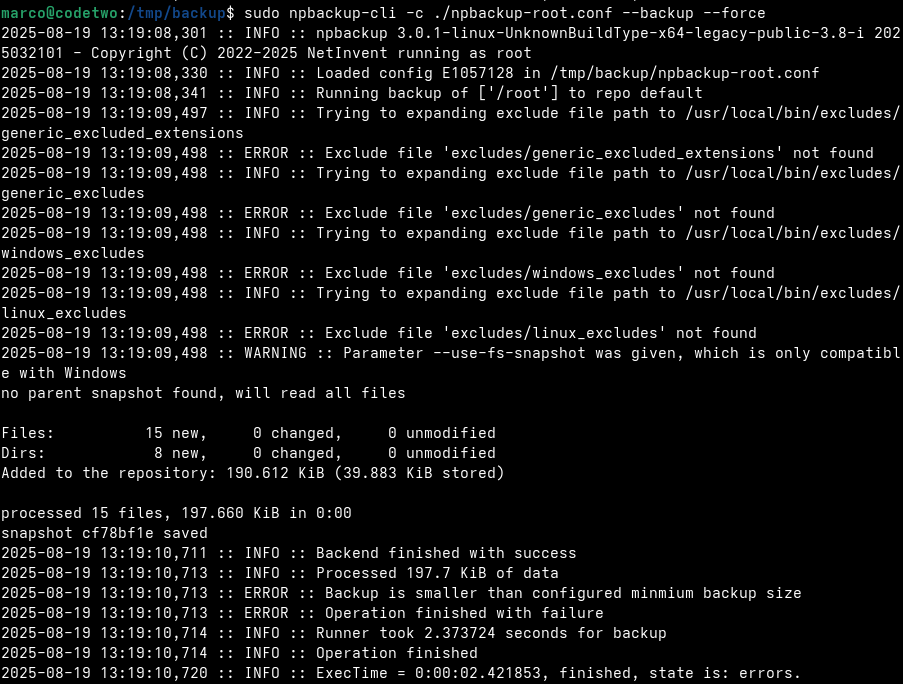 marco@codetwo:/tmp/backup$ sudo npbackup-cli -c ./npbackup-root.conf --backup --force
2025-08-19 13:19:08,301 :: INFO :: npbackup 3.0.1-linux-UnknownBuildType-x64-legacy-public-3.8-i 202
5032101 - Copyright (C) 2022-2025 NetInvent running as root
2025-08-19 13:19:08,330 :: INFO :: Loaded config E1057128 in /tmp/backup/npbackup-root.conf
2025-08-19 13:19:08,341 :: INFO :: Running backup of ['/root'] to repo default
2025-08-19 13:19:09,497 :: INFO :: Trying to expanding exclude file path to /usr/local/bin/excludes/
generic_excluded_extensions
2025-08-19 13:19:09,498 :: ERROR :: Exclude file 'excludes/generic_excluded_extensions' not found
2025-08-19 13:19:09,498 :: INFO :: Trying to expanding exclude file path to /usr/local/bin/excludes/
generic_excludes
2025-08-19 13:19:09,498 :: ERROR :: Exclude file 'excludes/generic_excludes' not found
2025-08-19 13:19:09,498 :: INFO :: Trying to expanding exclude file path to /usr/local/bin/excludes/
windows_excludes
2025-08-19 13:19:09,498 :: ERROR :: Exclude file 'excludes/windows_excludes' not found
2025-08-19 13:19:09,498 :: INFO :: Trying to expanding exclude file path to /usr/local/bin/excludes/
linux_excludes
2025-08-19 13:19:09,498 :: ERROR :: Exclude file 'excludes/linux_excludes' not found
2025-08-19 13:19:09,498 :: WARNING :: Parameter --use-fs-snapshot was given, which is only compatibl
e with Windows
no parent snapshot found, will read all files

Files:          15 new,     0 changed,     0 unmodified
Dirs:            8 new,     0 changed,     0 unmodified
Added to the repository: 190.612 KiB (39.883 KiB stored)

processed 15 files, 197.660 KiB in 0:00
snapshot cf78bf1e saved
2025-08-19 13:19:10,711 :: INFO :: Backend finished with success
2025-08-19 13:19:10,713 :: INFO :: Processed 197.7 KiB of data
2025-08-19 13:19:10,713 :: ERROR :: Backup is smaller than configured minmium backup size
2025-08-19 13:19:10,713 :: ERROR :: Operation finished with failure
2025-08-19 13:19:10,714 :: INFO :: Runner took 2.373724 seconds for backup
2025-08-19 13:19:10,714 :: INFO :: Operation finished
2025-08-19 13:19:10,720 :: INFO :: ExecTime = 0:00:02.421853, finished, state is: errors.